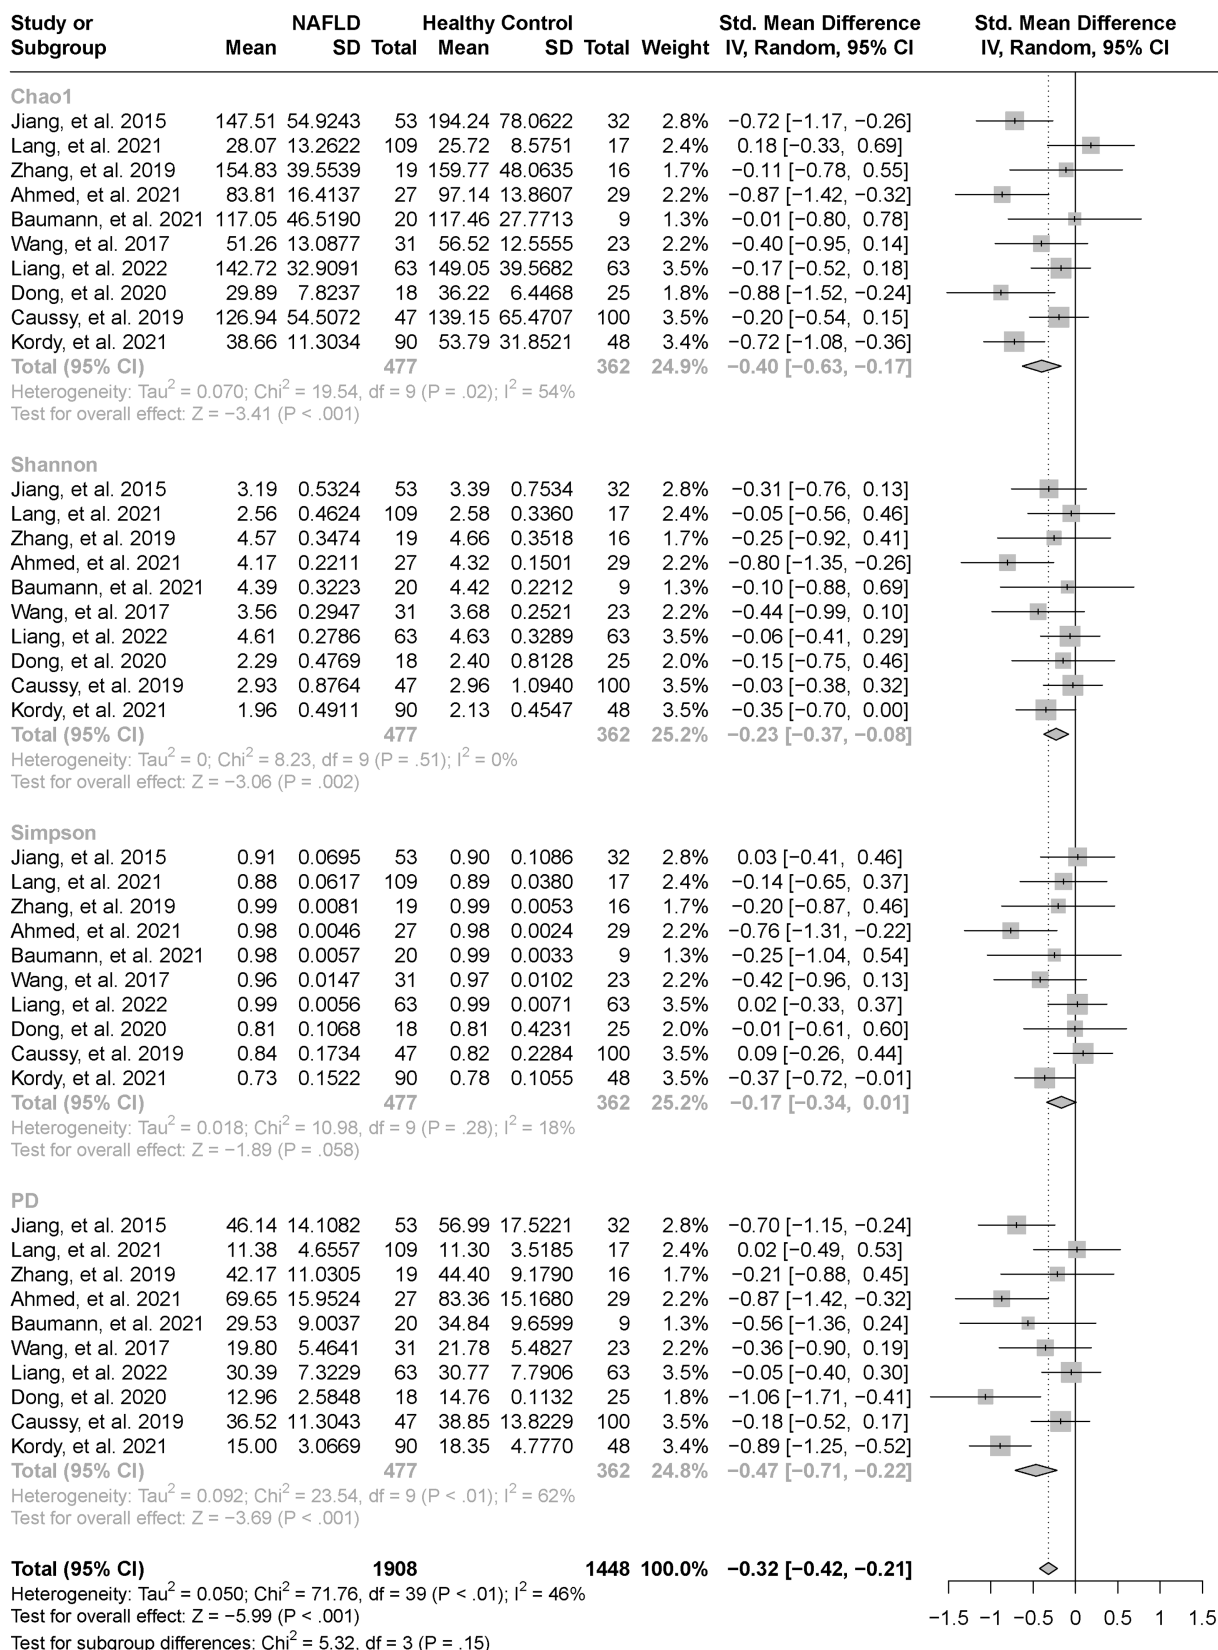 Study or NAFLD Healthy Control Std. Mean Difference Std. Mean Difference
Subgroup Mean SD Total Mean SD Total Weight IV, Random, 95% CI IV, Random, 95% CI
Chao1
Jiang, et al. 2015 147.51 54.9243 53 194.24 78.0622 32 2.8% −0.72 [−1.17, −0.26]
Lang, et al. 2021 28.07 13.2622 109 25.72 8.5751 17 2.4% 0.18 [−0.33, 0.69]
Zhang, et al. 2019 154.83 39.5539 19 159.77 48.0635 16 1.7% −0.11 [−0.78, 0.55]
Ahmed, et al. 2021 83.81 16.4137 27 97.14 13.8607 29 2.2% −0.87 [−1.42, −0.32]
Baumann, et al. 2021 117.05 46.5190 20 117.46 27.7713 9 1.3% −0.01 [−0.80, 0.78]
Wang, et al. 2017 51.26 13.0877 31 56.52 12.5555 23 2.2% −0.40 [−0.95, 0.14]
Liang, et al. 2022 142.72 32.9091 63 149.05 39.5682 63 3.5% −0.17 [−0.52, 0.18]
Dong, et al. 2020 29.89 7.8237 18 36.22 6.4468 25 1.8% −0.88 [−1.52, −0.24]
Caussy, et al. 2019 126.94 54.5072 47 139.15 65.4707 100 3.5% −0.20 [−0.54, 0.15]
Kordy, et al. 2021 38.66 11.3034 90 53.79 31.8521 48 3.4% −0.72 [−1.08, −0.36]
Total (95% CI) 477 362 24.9% −0.40 [−0.63, −0.17]
Heterogeneity: Tau² = 0.070; Chi² = 19.54, df = 9 (P = .02); I² = 54%
Test for overall effect: Z = −3.41 (P < .001)
Shannon
Jiang, et al. 2015 3.19 0.5324 53 3.39 0.7534 32 2.8% −0.31 [−0.76, 0.13]
Lang, et al. 2021 2.56 0.4624 109 2.58 0.3360 17 2.4% −0.05 [−0.56, 0.46]
Zhang, et al. 2019 4.57 0.3474 19 4.66 0.3518 16 1.7% −0.25 [−0.92, 0.41]
Ahmed, et al. 2021 4.17 0.2211 27 4.32 0.1501 29 2.2% −0.80 [−1.35, −0.26]
Baumann, et al. 2021 4.39 0.3223 20 4.42 0.2212 9 1.3% −0.10 [−0.88, 0.69]
Wang, et al. 2017 3.56 0.2947 31 3.68 0.2521 23 2.2% −0.44 [−0.99, 0.10]
Liang, et al. 2022 4.61 0.2786 63 4.63 0.3289 63 3.5% −0.06 [−0.41, 0.29]
Dong, et al. 2020 2.29 0.4769 18 2.40 0.8128 25 2.0% −0.15 [−0.75, 0.46]
Caussy, et al. 2019 2.93 0.8764 47 2.96 1.0940 100 3.5% −0.03 [−0.38, 0.32]
Kordy, et al. 2021 1.96 0.4911 90 2.13 0.4547 48 3.5% −0.35 [−0.70, 0.00]
Total (95% CI) 477 362 25.2% −0.23 [−0.37, −0.08]
Heterogeneity: Tau² = 0; Chi² = 8.23, df = 9 (P = .51); I² = 0%
Test for overall effect: Z = −3.06 (P = .002)
Simpson
Jiang, et al. 2015 0.91 0.0695 53 0.90 0.1086 32 2.8% 0.03 [−0.41, 0.46]
Lang, et al. 2021 0.88 0.0617 109 0.89 0.0380 17 2.4% −0.14 [−0.65, 0.37]
Zhang, et al. 2019 0.99 0.0081 19 0.99 0.0053 16 1.7% −0.20 [−0.87, 0.46]
Ahmed, et al. 2021 0.98 0.0046 27 0.98 0.0024 29 2.2% −0.76 [−1.31, −0.22]
Baumann, et al. 2021 0.98 0.0057 20 0.99 0.0033 9 1.3% −0.25 [−1.04, 0.54]
Wang, et al. 2017 0.96 0.0147 31 0.97 0.0102 23 2.2% −0.42 [−0.96, 0.13]
Liang, et al. 2022 0.99 0.0056 63 0.99 0.0071 63 3.5% 0.02 [−0.33, 0.37]
Dong, et al. 2020 0.81 0.1068 18 0.81 0.4231 25 2.0% −0.01 [−0.61, 0.60]
Caussy, et al. 2019 0.84 0.1734 47 0.82 0.2284 100 3.5% 0.09 [−0.26, 0.44]
Kordy, et al. 2021 0.73 0.1522 90 0.78 0.1055 48 3.5% −0.37 [−0.72, −0.01]
Total (95% CI) 477 362 25.2% −0.17 [−0.34, 0.01]
Heterogeneity: Tau² = 0.018; Chi² = 10.98, df = 9 (P = .28); I² = 18%
Test for overall effect: Z = −1.89 (P = .058)
PD
Jiang, et al. 2015 46.14 14.1082 53 56.99 17.5221 32 2.8% −0.70 [−1.15, −0.24]
Lang, et al. 2021 11.38 4.6557 109 11.30 3.5185 17 2.4% 0.02 [−0.49, 0.53]
Zhang, et al. 2019 42.17 11.0305 19 44.40 9.1790 16 1.7% −0.21 [−0.88, 0.45]
Ahmed, et al. 2021 69.65 15.9524 27 83.36 15.1680 29 2.2% −0.87 [−1.42, −0.32]
Baumann, et al. 2021 29.53 9.0037 20 34.84 9.6599 9 1.3% −0.56 [−1.36, 0.24]
Wang, et al. 2017 19.80 5.4641 31 21.78 5.4827 23 2.2% −0.36 [−0.90, 0.19]
Liang, et al. 2022 30.39 7.3229 63 30.77 7.7906 63 3.5% −0.05 [−0.40, 0.30]
Dong, et al. 2020 12.96 2.5848 18 14.76 0.1132 25 1.8% −1.06 [−1.71, −0.41]
Caussy, et al. 2019 36.52 11.3043 47 38.85 13.8229 100 3.5% −0.18 [−0.52, 0.17]
Kordy, et al. 2021 15.00 3.0669 90 18.35 4.7770 48 3.4% −0.89 [−1.25, −0.52]
Total (95% CI) 477 362 24.8% −0.47 [−0.71, −0.22]
Heterogeneity: Tau² = 0.092; Chi² = 23.54, df = 9 (P < .01); I² = 62%
Test for overall effect: Z = −3.69 (P < .001)
Total (95% CI) 1908 1448 100.0% −0.32 [−0.42, −0.21]
Heterogeneity: Tau² = 0.050; Chi² = 71.76, df = 39 (P < .01); I² = 46%
Test for overall effect: Z = −5.99 (P < .001)
−1.5 −1 −0.5 0 0.5 1 1.5
Test for subgroup differences: Chi² = 5.32, df = 3 (P = .15)